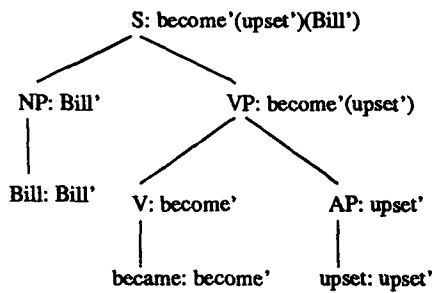 S: become’(upset’)(Bill’)
NP: Bill’ VP: become’(upset’)
Bill: Bill’ V: become’ AP: upset’
became: become’ upset: upset’